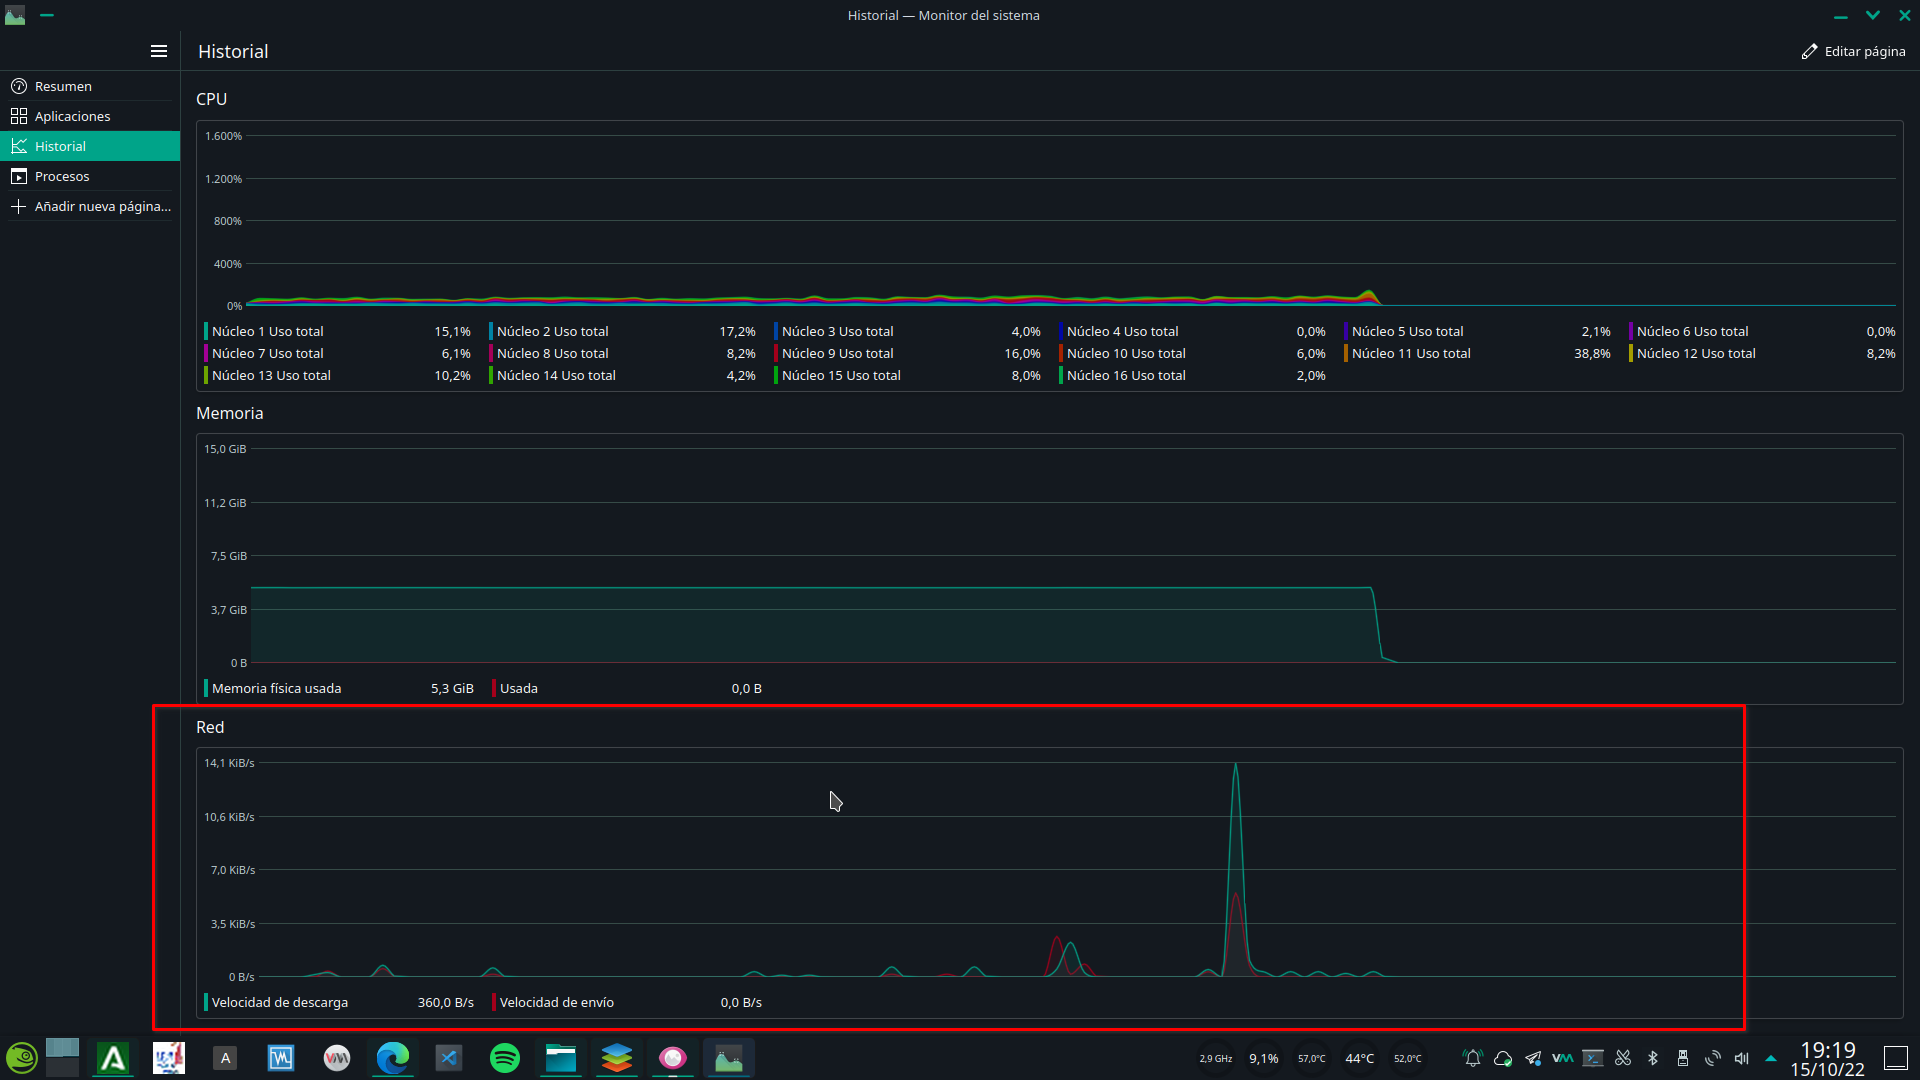 Historial — Monitor del sistema
Historial
Editar página
Resumen
Aplicaciones
Historial
Procesos
Añadir nueva página...
CPU
1.600%
1.200%
800%
400%
0%
Núcleo 1 Uso total 15,1% Núcleo 2 Uso total 17,2% Núcleo 3 Uso total 4,0% Núcleo 4 Uso total 0,0% Núcleo 5 Uso total 2,1% Núcleo 6 Uso total 0,0%
Núcleo 7 Uso total 6,1% Núcleo 8 Uso total 8,2% Núcleo 9 Uso total 16,0% Núcleo 10 Uso total 6,0% Núcleo 11 Uso total 38,8% Núcleo 12 Uso total 8,2%
Núcleo 13 Uso total 10,2% Núcleo 14 Uso total 4,2% Núcleo 15 Uso total 8,0% Núcleo 16 Uso total 2,0%
Memoria
15,0 GiB
11,2 GiB
7,5 GiB
3,7 GiB
0 B
Memoria física usada 5,3 GiB Usada 0,0 B
Red
14,1 KiB/s
10,6 KiB/s
7,0 KiB/s
3,5 KiB/s
0 B/s
Velocidad de descarga 360,0 B/s Velocidad de envío 0,0 B/s
A
2,9 GHz 9,1% 57,0°C 44°C 52,0°C
19:19
15/10/22